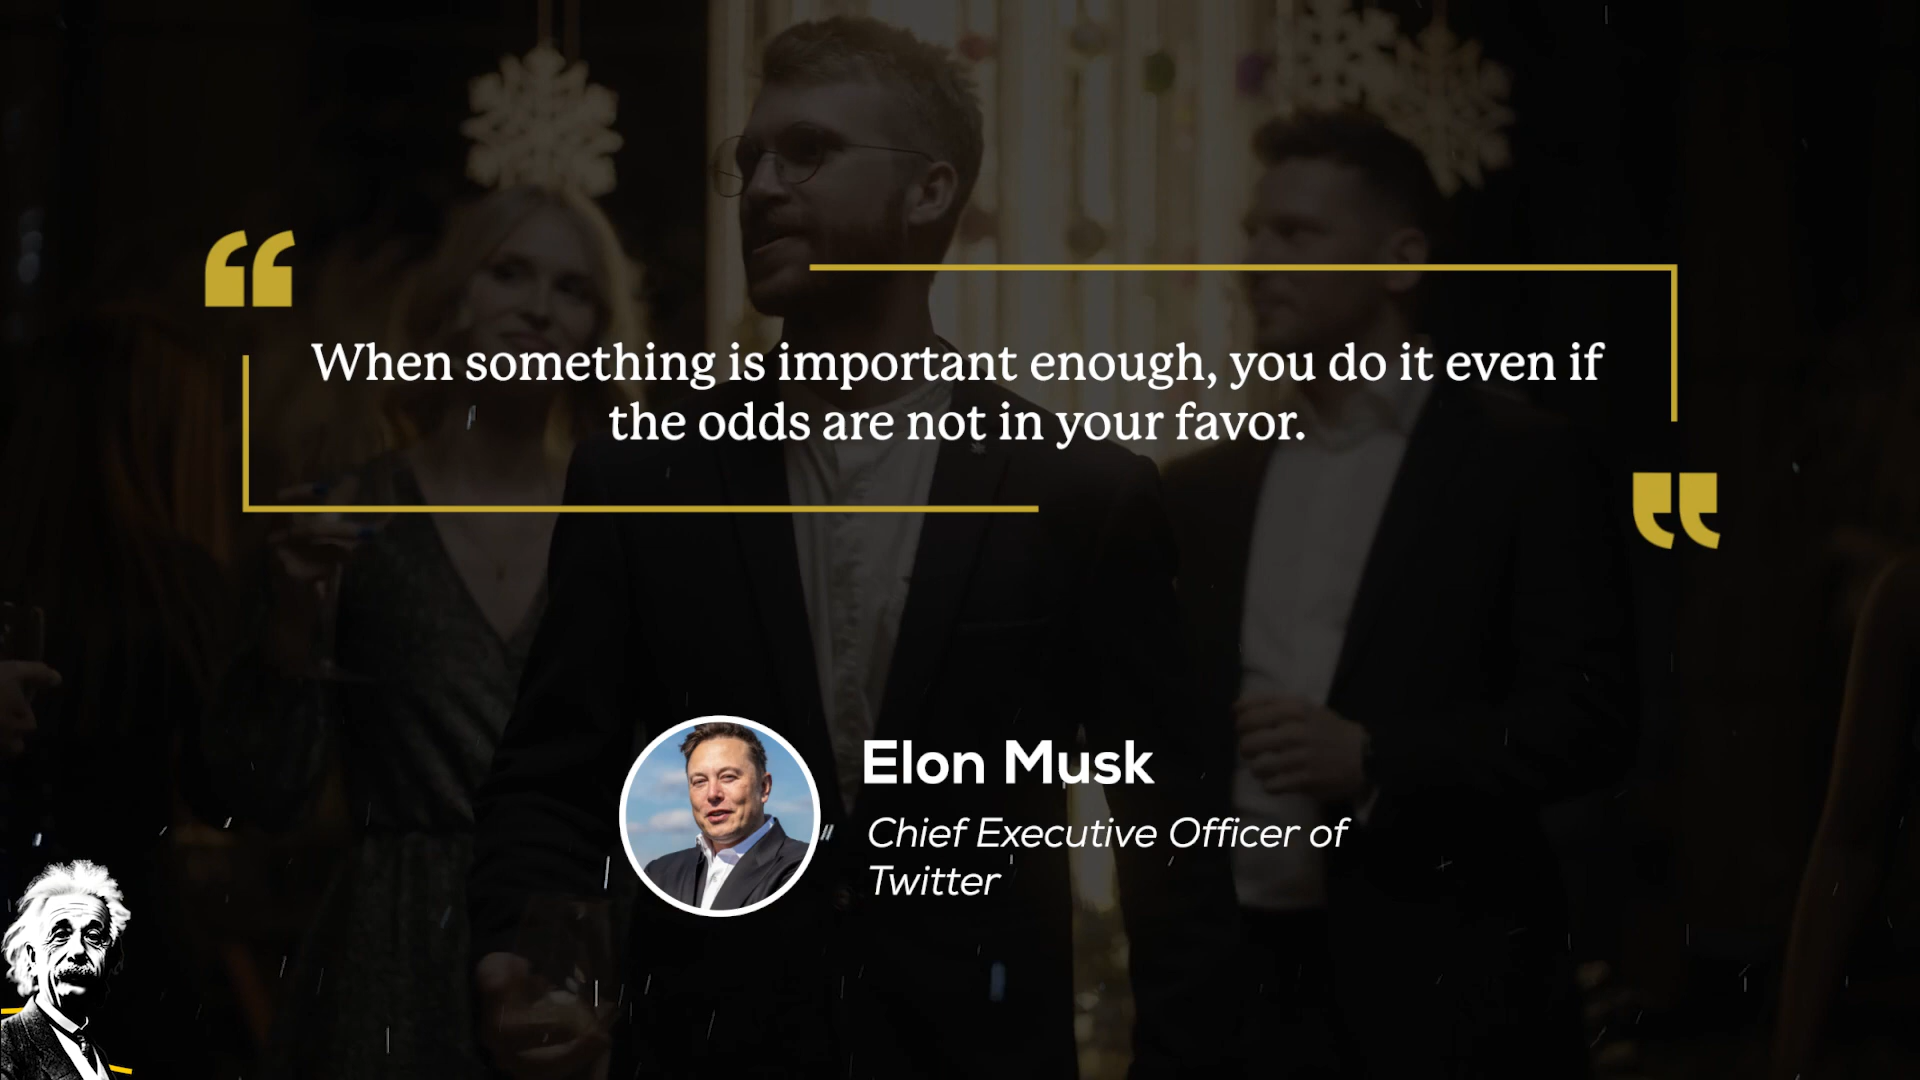 “
When something is important enough, you do it even if
the odds are not in your favor.
”
Elon Musk
Chief Executive Officer of
Twitter